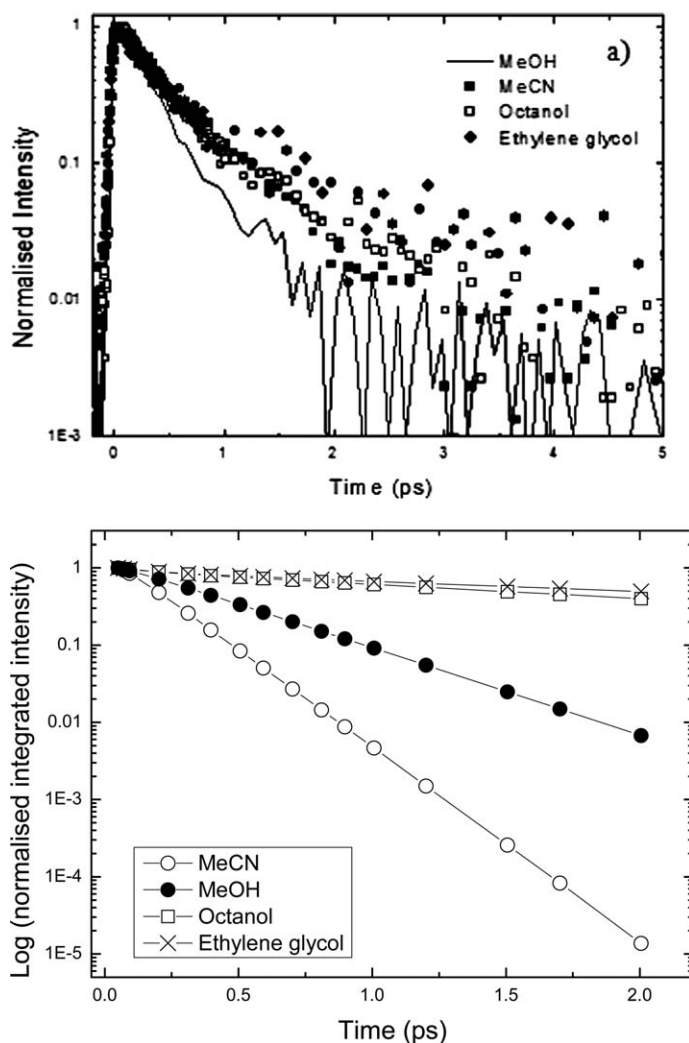 a)
MeOH
MeCN
Octanol
Ethylene glycol
1
0.1
0.01
1E-3
Normalised Intensity
0 1 2 3 4 5
Time (ps)
1
0.1
0.01
1E-3
1E-4
1E-5
Log (normalised integrated intensity)
MeCN
MeOH
Octanol
Ethylene glycol
0.0 0.5 1.0 1.5 2.0
Time (ps)